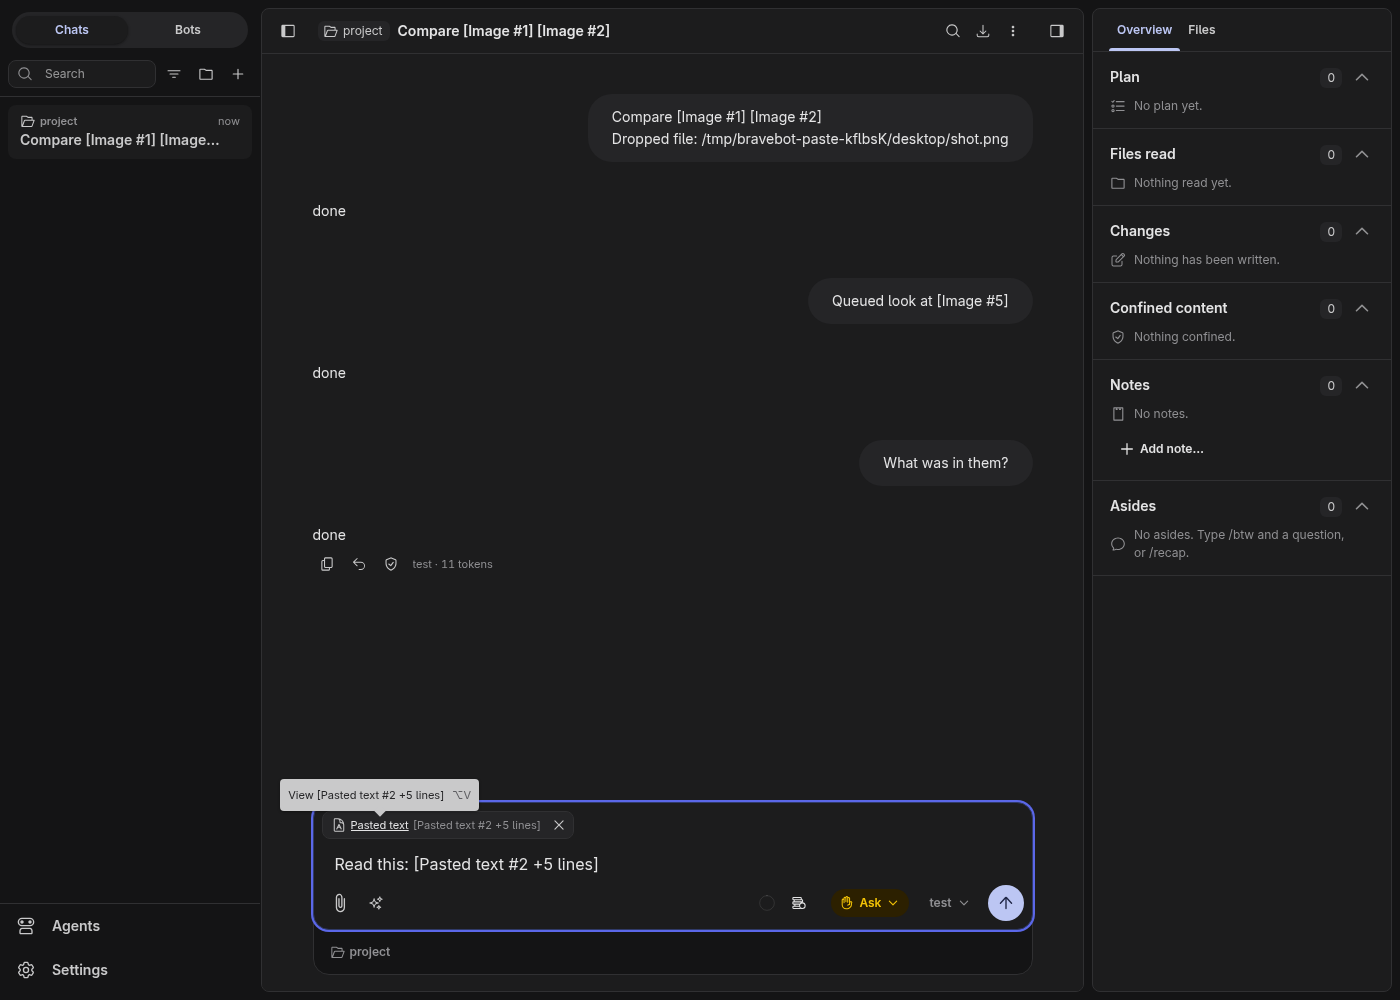 Chats
Bots
Search
project
now
Compare [Image #1] [Image...
Agents
Settings
project
Compare [Image #1] [Image #2]
Compare [Image #1] [Image #2]
Dropped file: /tmp/bravebot-paste-kflbsK/desktop/shot.png
done
Queued look at [Image #5]
done
What was in them?
done
test · 11 tokens
View [Pasted text #2 +5 lines] ⌥V
Pasted text [Pasted text #2 +5 lines]
Read this: [Pasted text #2 +5 lines]
Ask
test
project
Overview
Files
Plan
0
No plan yet.
Files read
0
Nothing read yet.
Changes
0
Nothing has been written.
Confined content
0
Nothing confined.
Notes
0
No notes.
Add note...
Asides
0
No asides. Type /btw and a question,
or /recap.